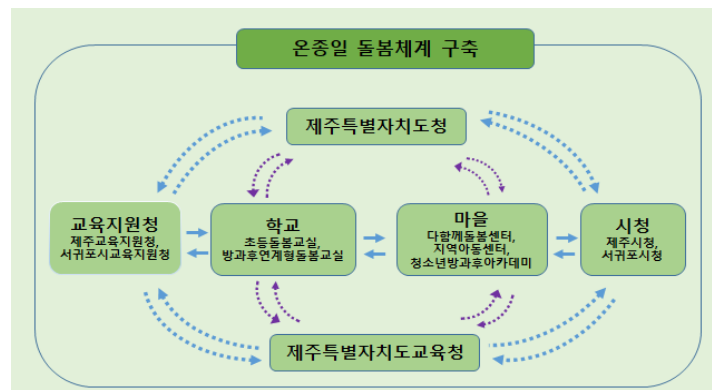 온종일 돌봄체계 구축
제주특별자치도청
교육지원청
제주교육지원청,
서귀포시교육지원청
학교
초등돌봄교실,
방과후연계형돌봄교실
마을
다함께돌봄센터,
지역아동센터,
청소년방과후아카데미
시청
제주시청,
서귀포시청
제주특별자치도교육청